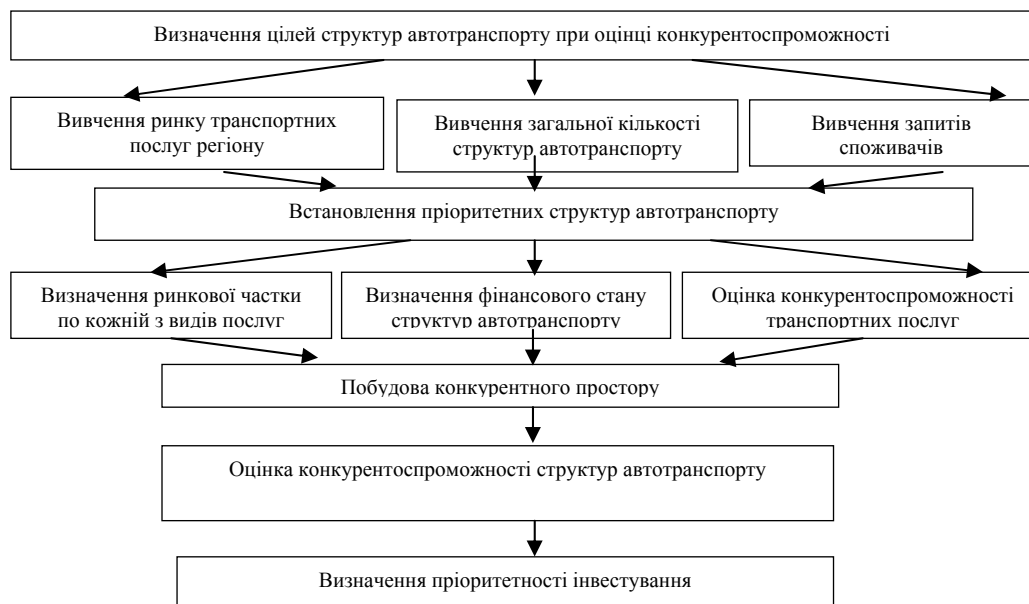 Визначення цілей структур автотранспорту при оцінці конкурентоспроможності
Вивчення ринку транспортних
послуг регіону
Вивчення загальної кількості
структур автотранспорту
Вивчення запитів
споживачів
Встановлення пріоритетних структур автотранспорту
Визначення ринкової частки
по кожній з видів послуг
Визначення фінансового стану
структур автотранспорту
Оцінка конкурентоспроможності
транспортних послуг
Побудова конкурентного простору
Оцінка конкурентоспроможності структур автотранспорту
Визначення пріоритетності інвестування